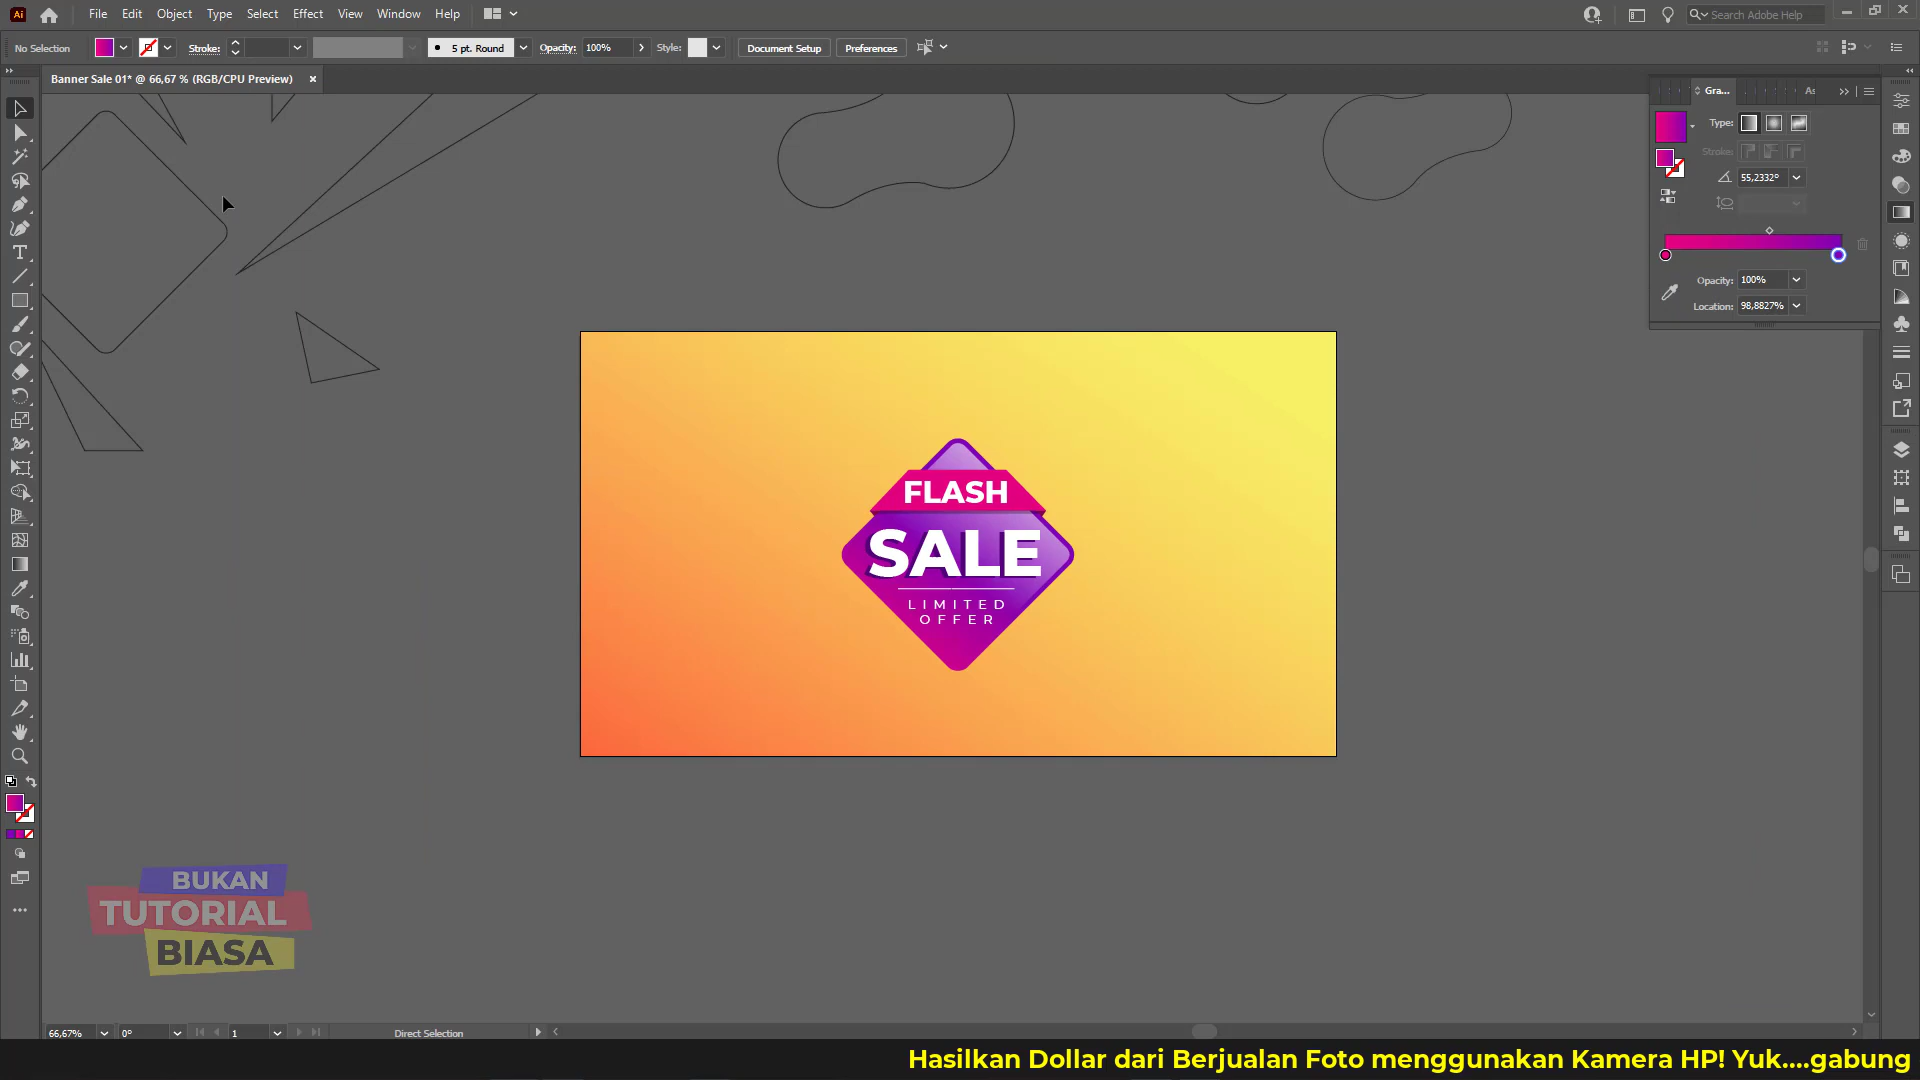 File Edit Object Type Select Effect View Window Help
Search Adobe Help
No Selection Stroke: 5 pt. Round Opacity: 100% Style: Document Setup Preferences
Banner Sale 01* @ 66,67 % (RGB/CPU Preview)
Gra...
Type:
Stroke:
55,2332°
Opacity: 100%
Location: 98,8827%
FLASH
SALE
LIMITED
OFFER
BUKAN
TUTORIAL
BIASA
66,67% 0° 1 Direct Selection
Hasilkan Dollar dari Berjualan Foto menggunakan Kamera HP! Yuk....gabung